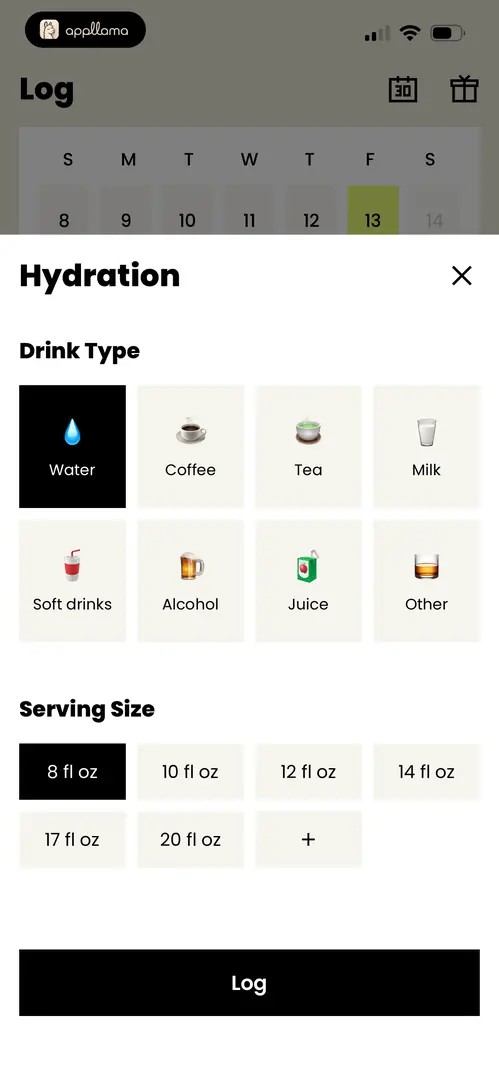 appllama
Log
30
S M T W T F S
8 9 10 11 12 13 14
Hydration
Drink Type
Water Coffee Tea Milk
Soft drinks Alcohol Juice Other
Serving Size
8 fl oz 10 fl oz 12 fl oz 14 fl oz
17 fl oz 20 fl oz +
Log